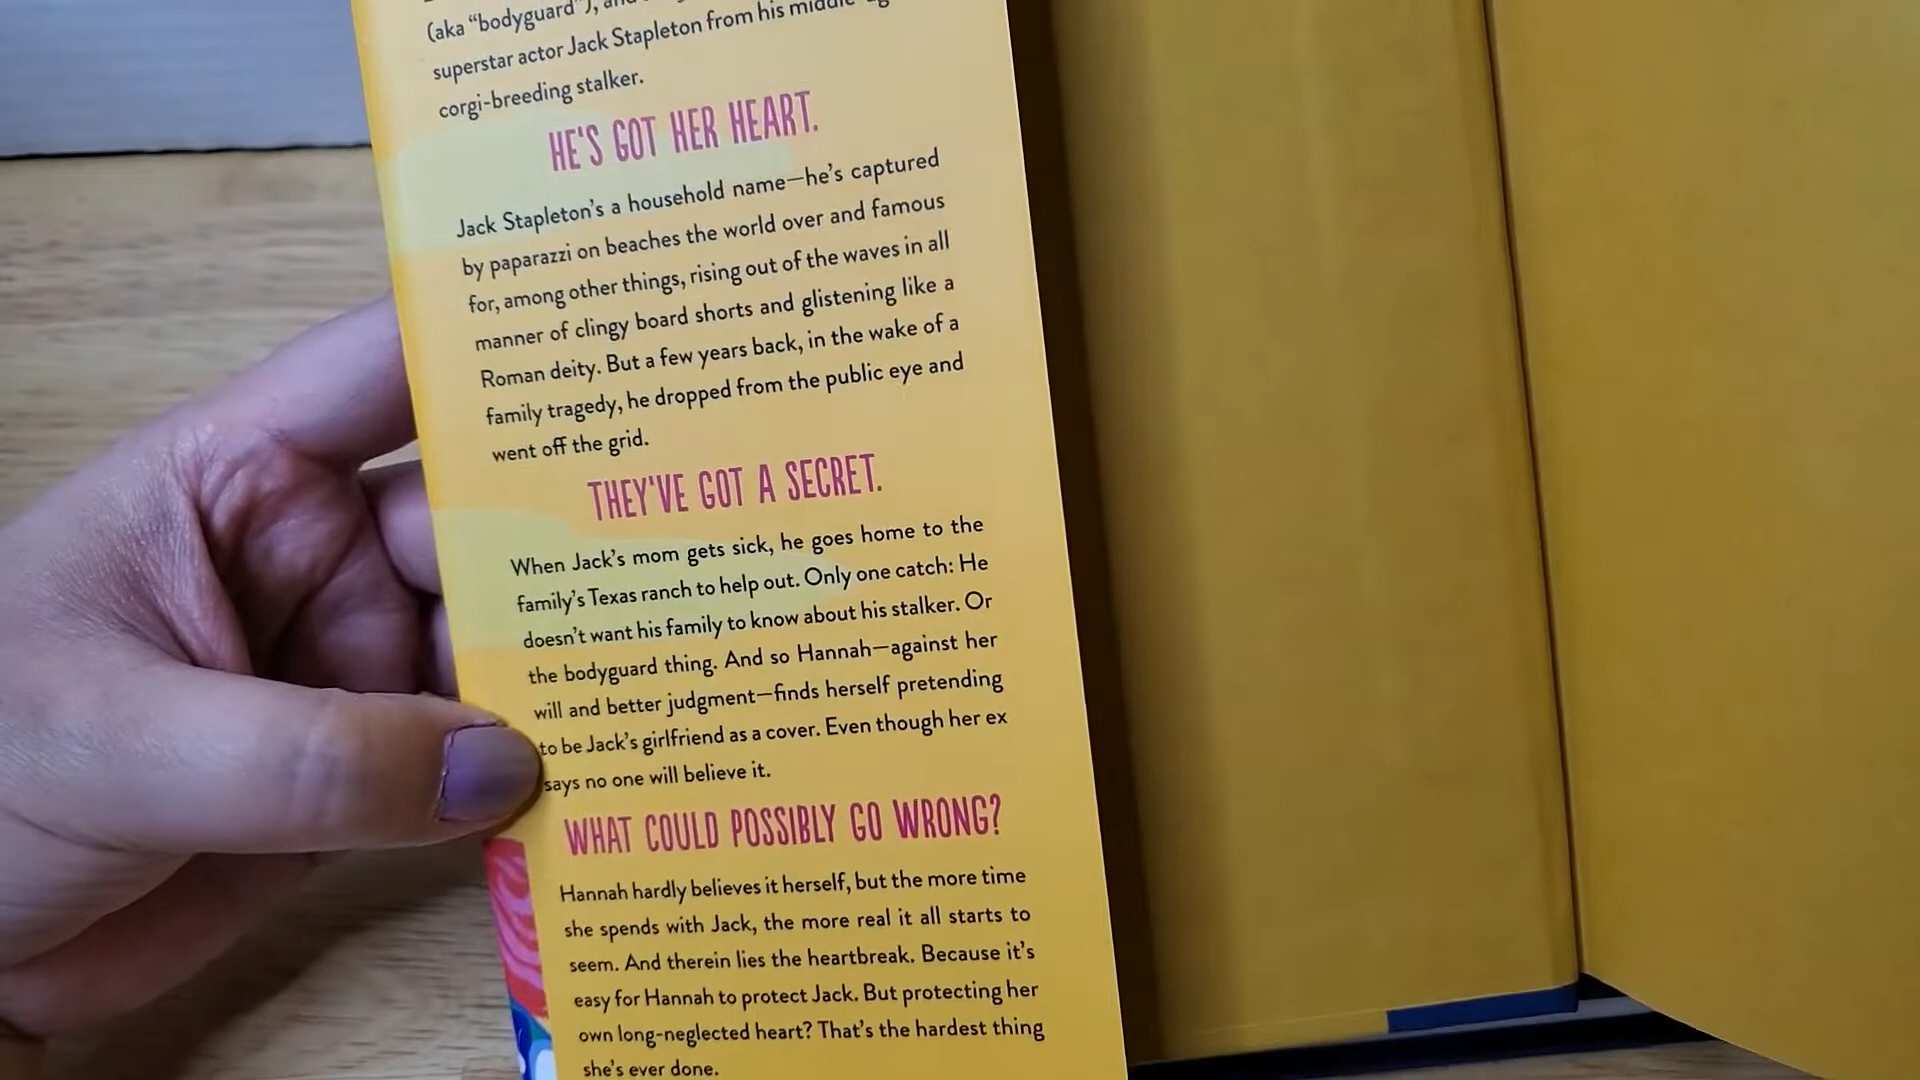 (aka “bodyguard”), and
superstar actor Jack Stapleton from his middle-ag
corgi-breeding stalker.
HE'S GOT HER HEART.
Jack Stapleton’s a household name—he’s captured
by paparazzi on beaches the world over and famous
for, among other things, rising out of the waves in all
manner of clingy board shorts and glistening like a
Roman deity. But a few years back, in the wake of a
family tragedy, he dropped from the public eye and
went off the grid.
THEY'VE GOT A SECRET.
When Jack’s mom gets sick, he goes home to the
family’s Texas ranch to help out. Only one catch: He
doesn’t want his family to know about his stalker. Or
the bodyguard thing. And so Hannah—against her
will and better judgment—finds herself pretending
to be Jack’s girlfriend as a cover. Even though her ex
says no one will believe it.
WHAT COULD POSSIBLY GO WRONG?
Hannah hardly believes it herself, but the more time
she spends with Jack, the more real it all starts to
seem. And therein lies the heartbreak. Because it’s
easy for Hannah to protect Jack. But protecting her
own long-neglected heart? That’s the hardest thing
she’s ever done.